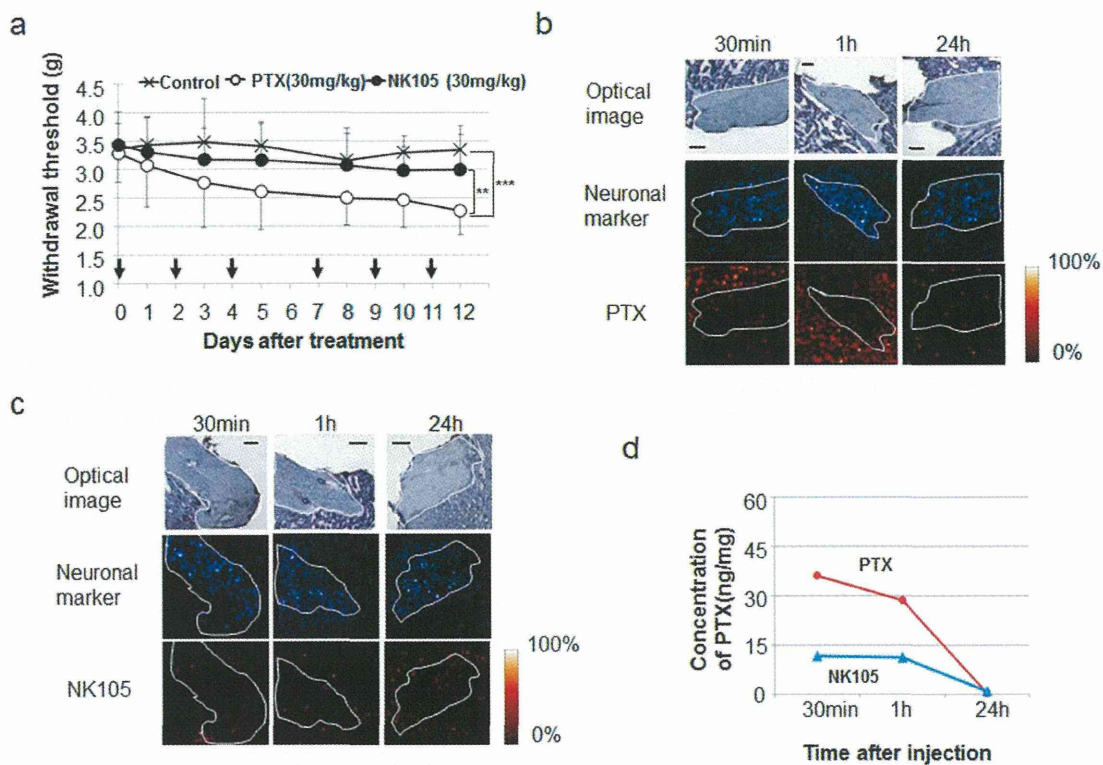 a
Control PTX(30mg/kg) NK105 (30mg/kg)
Withdrawal threshold (g)
4.5
4.0
3.5
3.0
2.5
2.0
1.5
1.0
** ***
0 1 2 3 4 5 6 7 8 9 10 11 12
Days after treatment
b
30min 1h 24h
Optical
image
Neuronal
marker
PTX
100%
0%
c
30min 1h 24h
Optical
image
Neuronal
marker
NK105
100%
0%
d
Concentration
of PTX(ng/mg)
60
45
30
15
0
PTX
NK105
30min 1h 24h
Time after injection